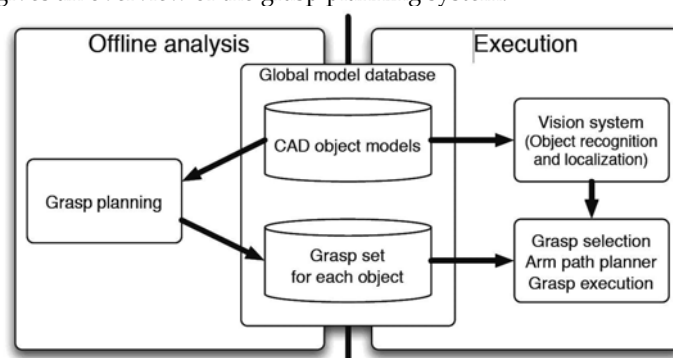 Offline analysis
Execution
Global model database
CAD object models
Vision system
(Object recognition
and localization)
Grasp planning
Grasp set
for each object
Grasp selection
Arm path planner
Grasp execution